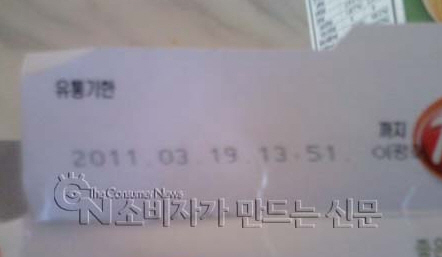 유통기한
까지
2011.03.19.13:51.
The Consumer News
CN 소비자가 만드는 신문